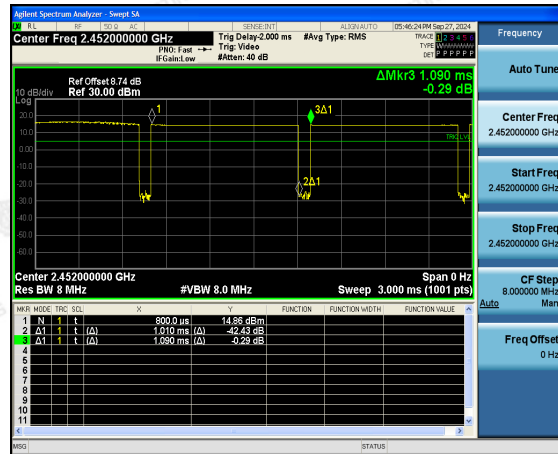 Agilent Spectrum Analyzer - Swept SA
RL RF 50 Ω AC SENSE:INT ALIGN AUTO 05:46:24 PM Sep 27, 2024
Center Freq 2.452000000 GHz Trig Delay-2.000 ms #Avg Type: RMS TRACE 1 2 3 4 5 6
PNO: Fast Trig: Video TYPE WWWWWW
IFGain:Low #Atten: 40 dB DET P P P P P P
ΔMkr3 1.090 ms
-0.29 dB
Ref Offset 8.74 dB
10 dB/div Ref 30.00 dBm
Log
1
3Δ1
20.0
10.0
TRIG LVL
0.00
-10.0
2Δ1
-20.0
-30.0
-40.0
-50.0
-60.0
Center 2.452000000 GHz Span 0 Hz
Res BW 8 MHz #VBW 8.0 MHz Sweep 3.000 ms (1001 pts)
MKR MODE TRC SCL X Y FUNCTION FUNCTION WIDTH FUNCTION VALUE
1 N 1 t 800.0 µs 14.86 dBm
2 Δ1 1 t (Δ) 1.010 ms (Δ) -42.43 dB
3 Δ1 1 t (Δ) 1.090 ms (Δ) -0.29 dB
4
5
6
7
8
9
10
11
MSG STATUS
Frequency
Auto Tune
Center Freq
2.452000000 GHz
Start Freq
2.452000000 GHz
Stop Freq
2.452000000 GHz
CF Step
8.000000 MHz
Auto Man
Freq Offset
0 Hz